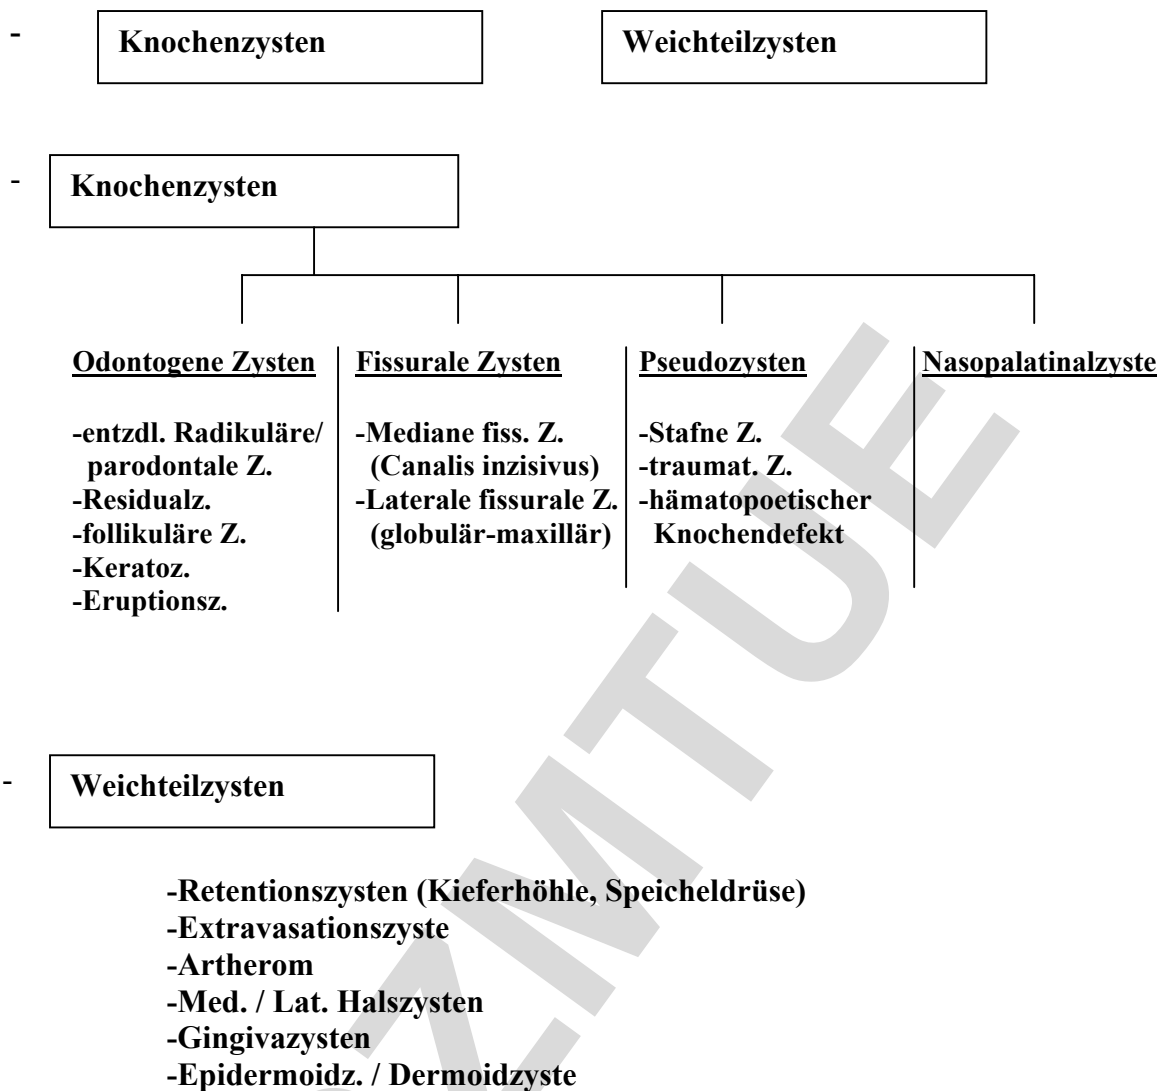 - Knochenzysten Weichteilzysten
- Knochenzysten
Odontogene Zysten
-entzdl. Radikuläre/
parodontale Z.
-Residualz.
-follikuläre Z.
-Keratoz.
-Eruptionsz.
Fissurale Zysten
-Mediane fiss. Z.
(Canalis inzisivus)
-Laterale fissurale Z.
(globulär-maxillär)
Pseudozysten
-Stafne Z.
-traumat. Z.
-hämatopoetischer
Knochendefekt
Nasopalatinalzyste
- Weichteilzysten
-Retentionszysten (Kieferhöhle, Speicheldrüse)
-Extravasationszyste
-Artherom
-Med. / Lat. Halszysten
-Gingivazysten
-Epidermoidz. / Dermoidzyste
ZMTUE